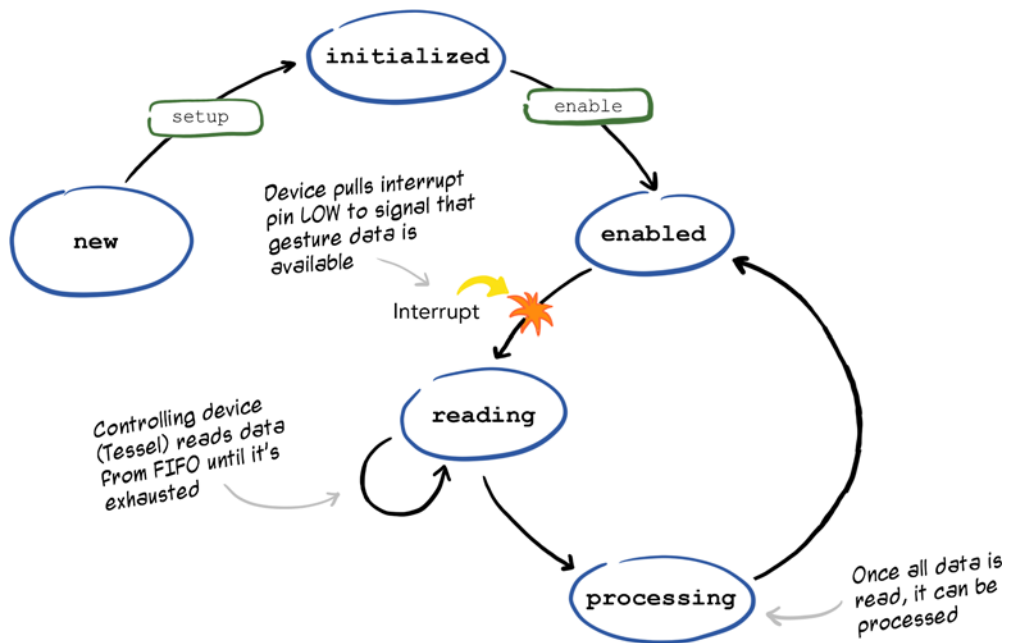 initialized
setup
enable
new
Device pulls interrupt
pin LOW to signal that
gesture data is
available
enabled
Interrupt
reading
Controlling device
(Tessel) reads data
from FIFO until it's
exhausted
processing
Once all data is
read, it can be
processed